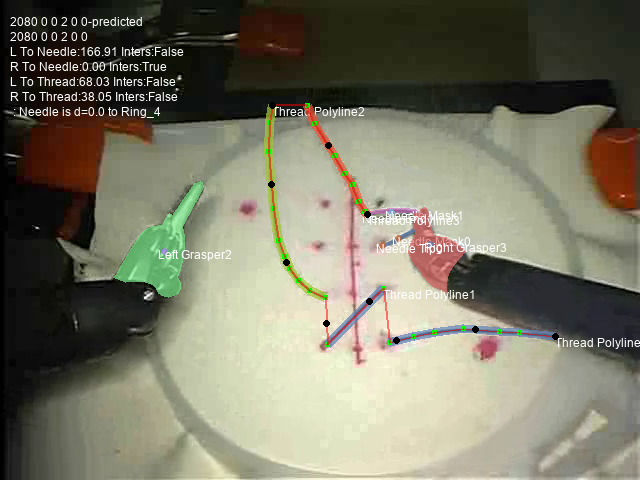 2080 0 0 2 0 0-predicted
2080 0 0 2 0 0
L To Needle:166.91 Inters:False
R To Needle:0.00 Inters:True
L To Thread:68.03 Inters:False
R To Thread:38.05 Inters:False
: Needle is d=0.0 to Ring_4
Thread Polyline2
Thread Polyline3
Left Grasper2
Right Grasper3
Thread Polyline1
Thread Polyline